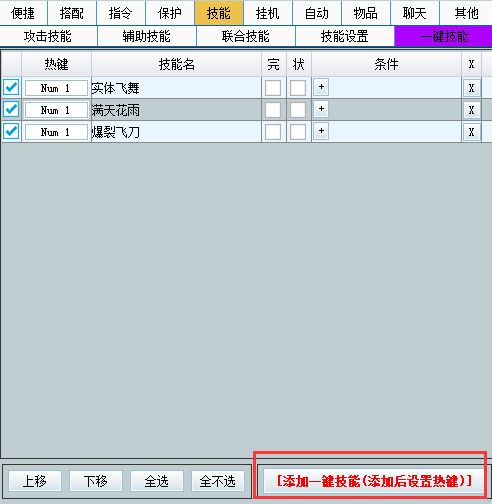 便捷 搭配 指令 保护 技能 挂机 自动 物品 聊天 其他
攻击技能 辅助技能 联合技能 技能设置 一键技能
热键 技能名 完 状 条件 X
Num 1 实体飞舞 + X
Num 1 满天花雨 + X
Num 1 爆裂飞刀 + X
上移 下移 全选 全不选 [添加一键技能(添加后设置热键)]